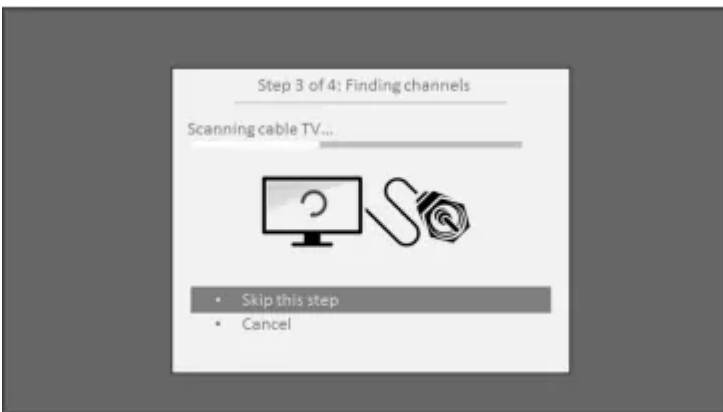 Step 3 of 4: Finding channels
Scanning cable TV...
• Skip this step
• Cancel